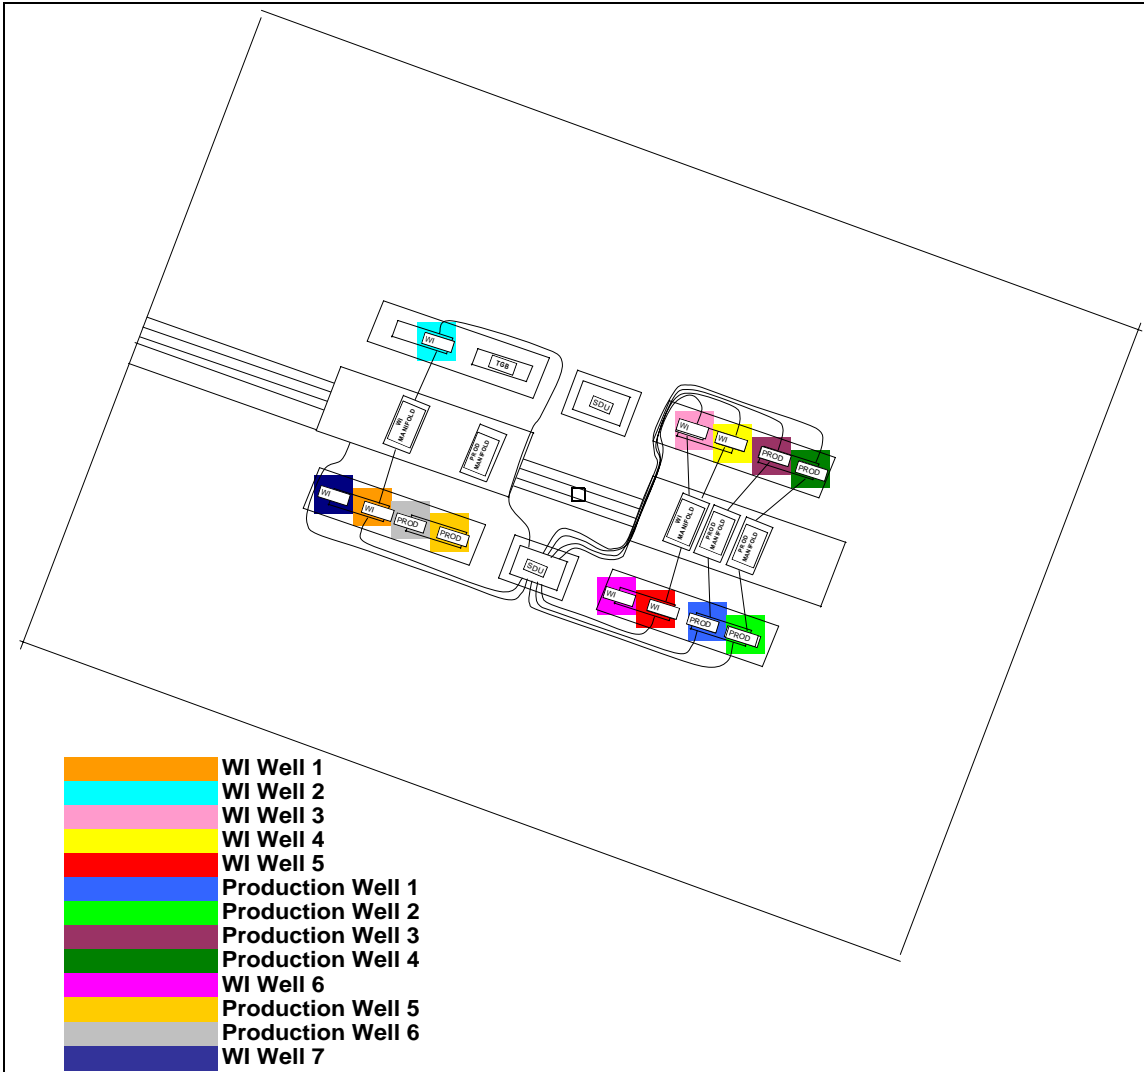 WI
TGB
SDU
WI
MANIFOLD
PROD
MANIFOLD
WI
WI
PROD
PROD
WI
WI
PROD
PROD
WI
MANIFOLD
PROD
MANIFOLD
PROD
MANIFOLD
SDU
WI
WI
PROD
PROD
WI Well 1
WI Well 2
WI Well 3
WI Well 4
WI Well 5
Production Well 1
Production Well 2
Production Well 3
Production Well 4
WI Well 6
Production Well 5
Production Well 6
WI Well 7